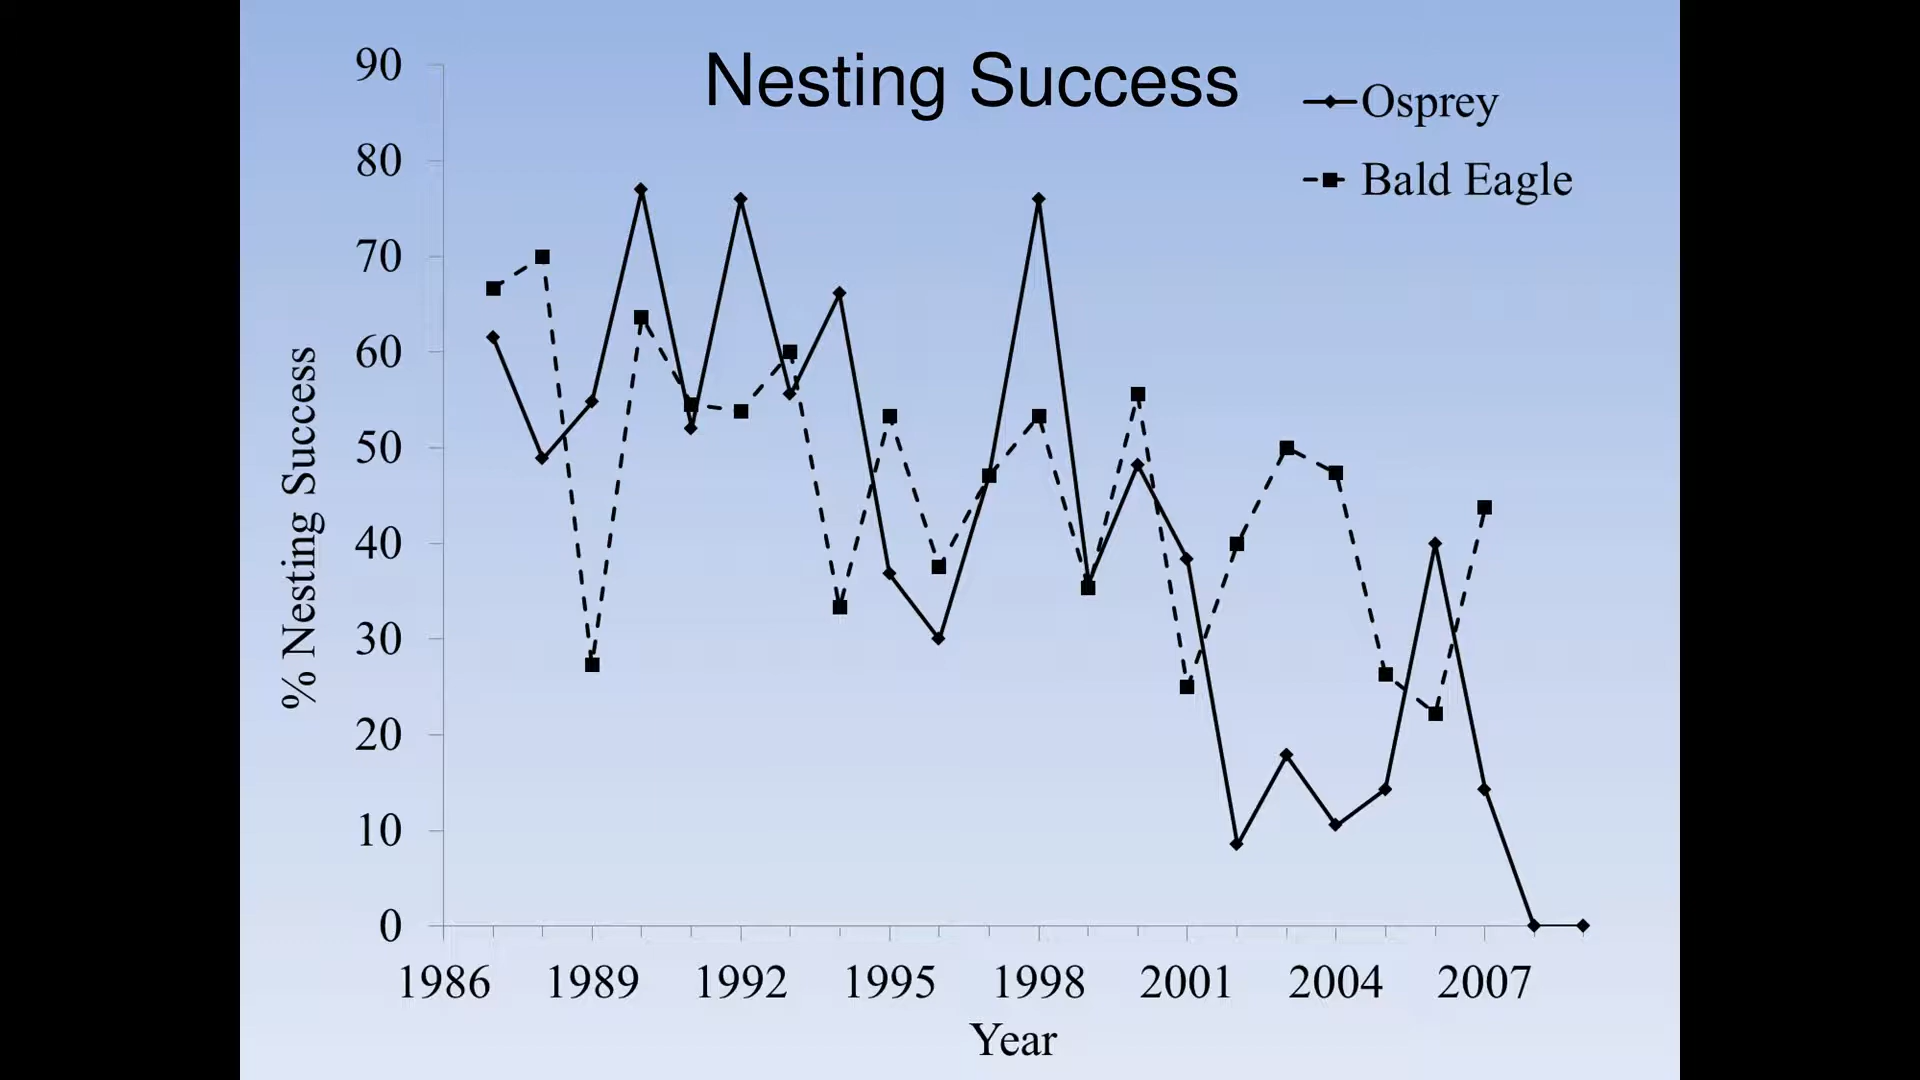 Nesting Success
Osprey
Bald Eagle
90
80
70
60
50
40
30
20
10
0
% Nesting Success
1986 1989 1992 1995 1998 2001 2004 2007
Year